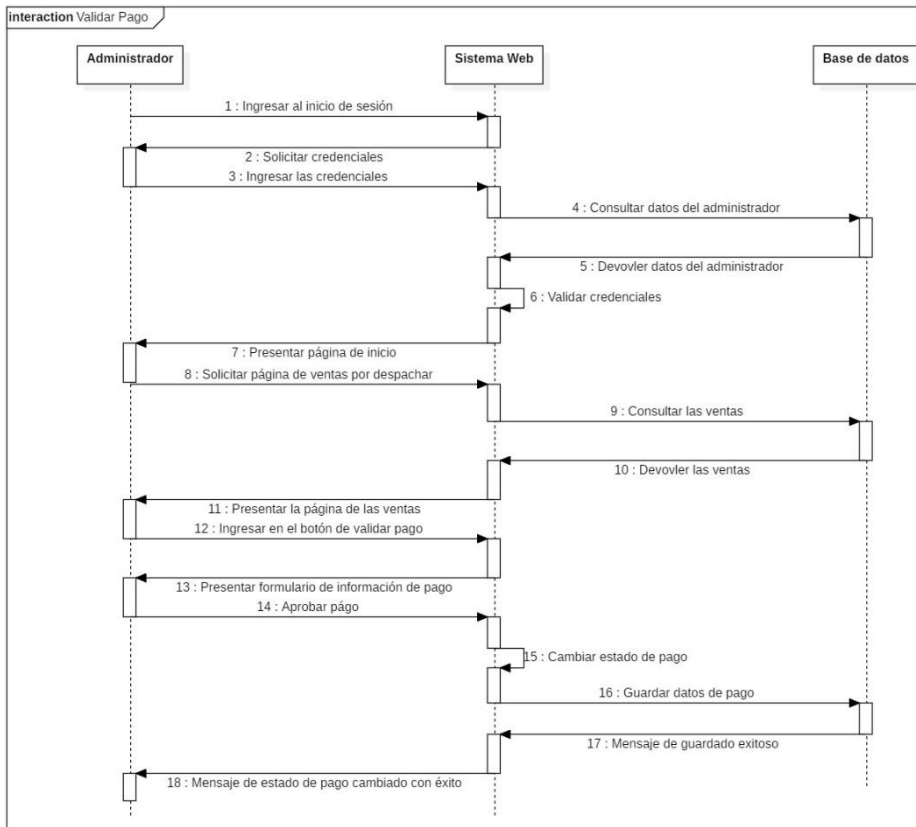 interaction Validar Pago
Administrador
Sistema Web
Base de datos
1 : Ingresar al inicio de sesión
2 : Solicitar credenciales
3 : Ingresar las credenciales
4 : Consultar datos del administrador
5 : Devovler datos del administrador
6 : Validar credenciales
7 : Presentar página de inicio
8 : Solicitar página de ventas por despachar
9 : Consultar las ventas
10 : Devovler las ventas
11 : Presentar la página de las ventas
12 : Ingresar en el botón de validar pago
13 : Presentar formulario de información de pago
14 : Aprobar págo
15 : Cambiar estado de pago
16 : Guardar datos de pago
17 : Mensaje de guardado exitoso
18 : Mensaje de estado de pago cambiado con éxito